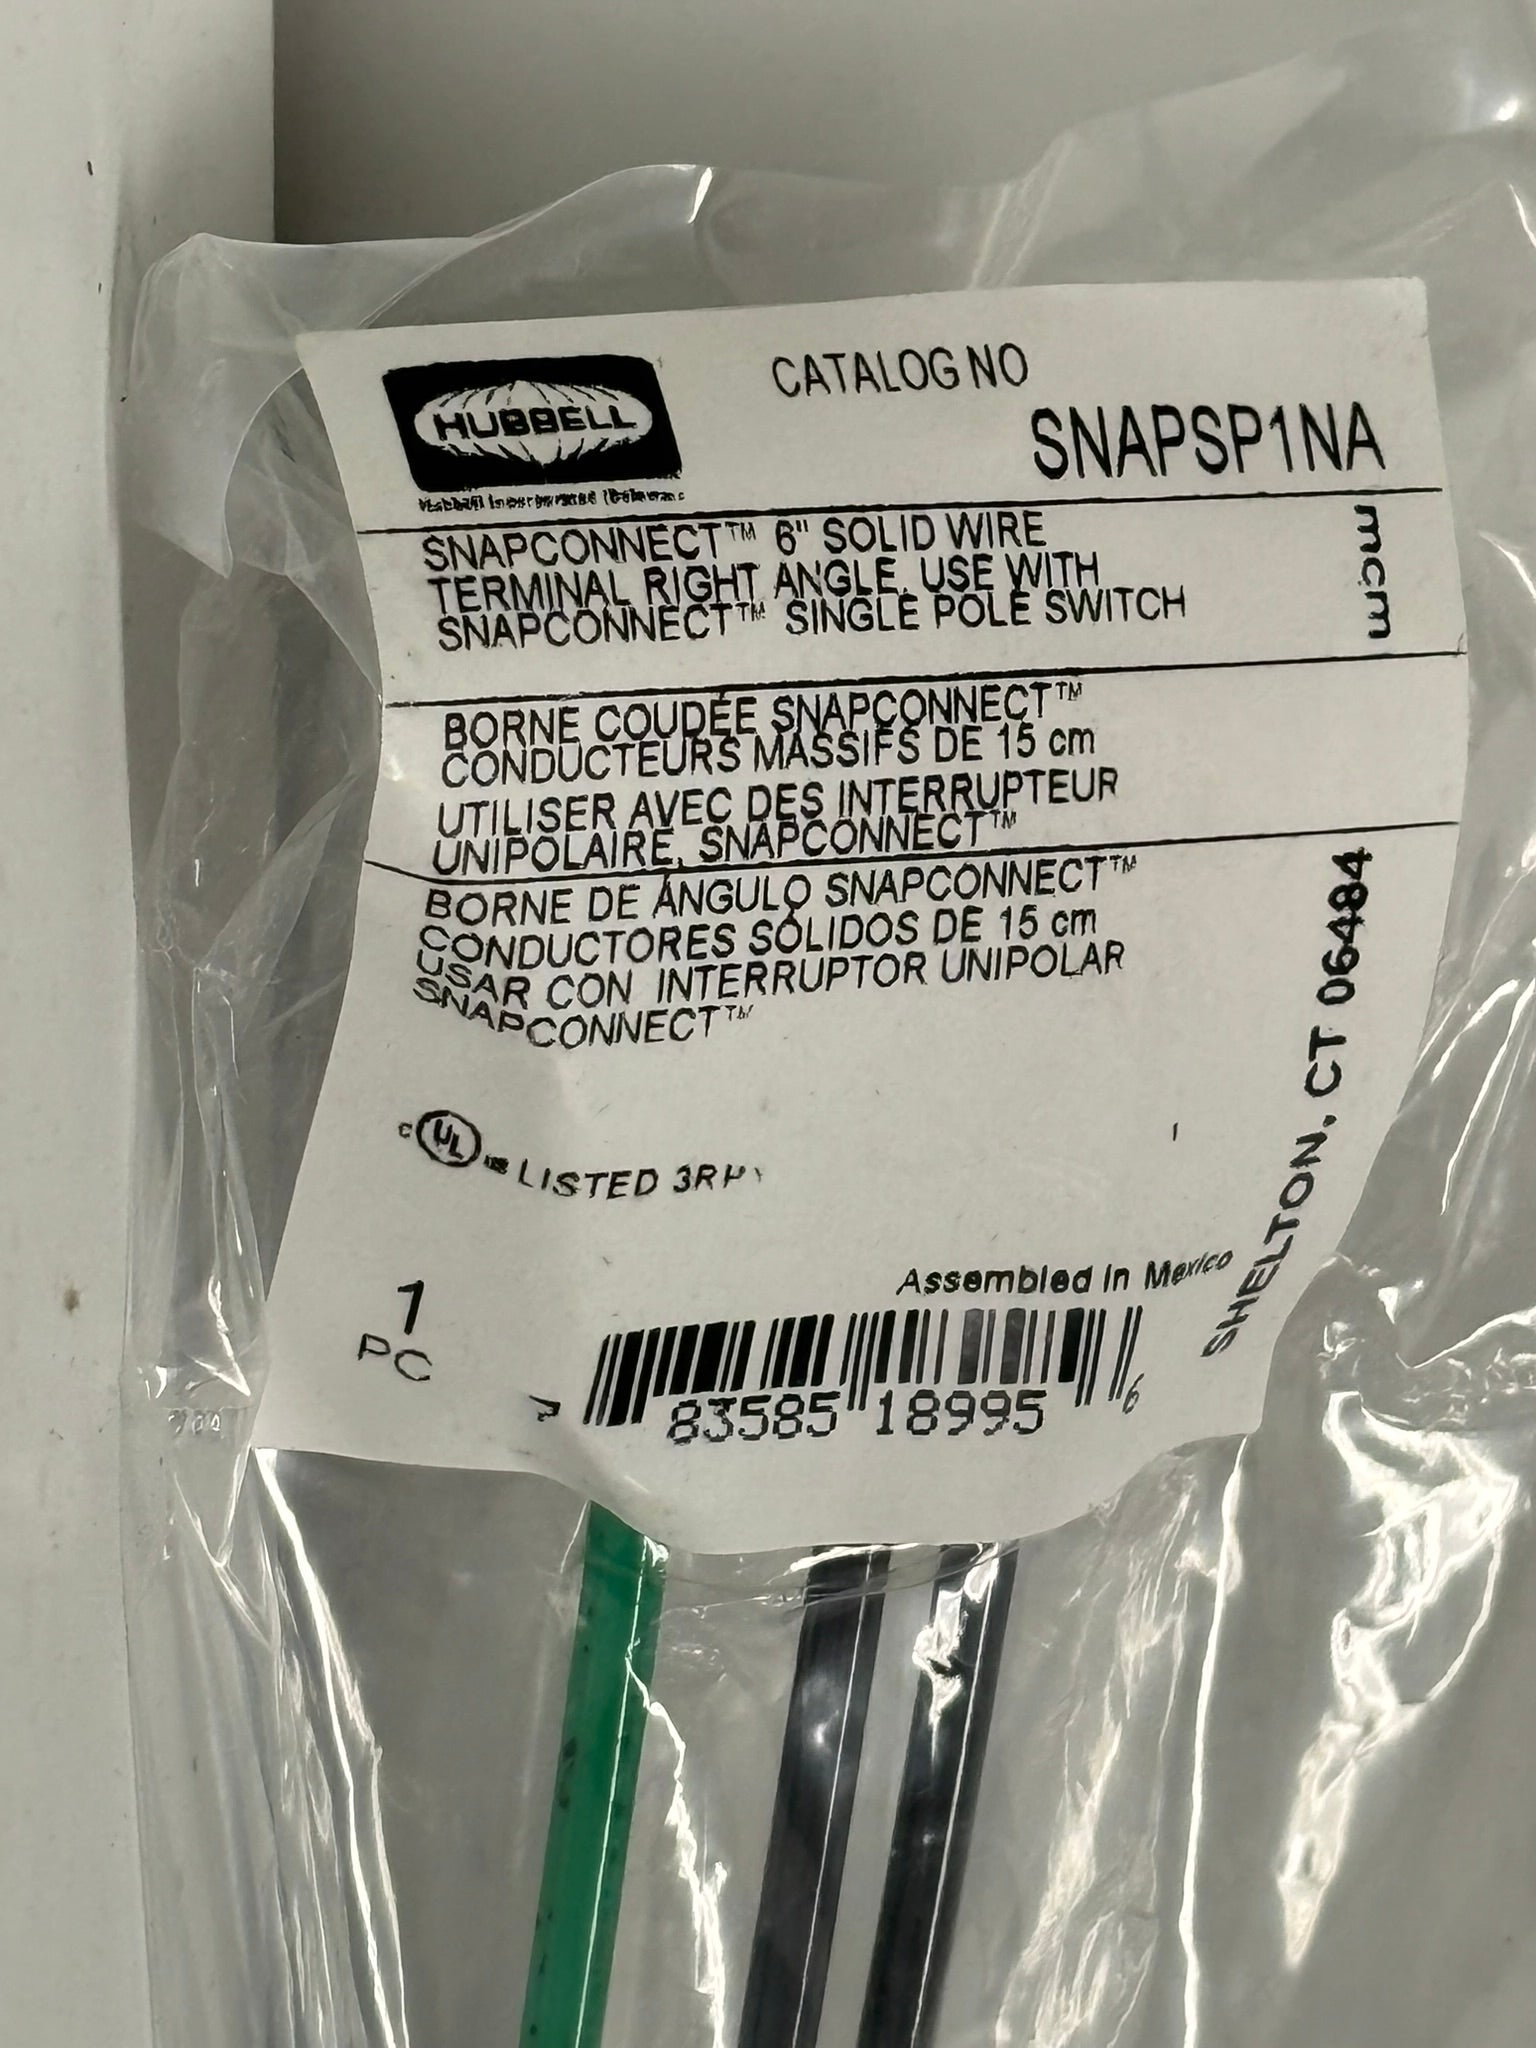 HUBBELL
CATALOG NO
SNAPSP1NA
SNAPCONNECT™ 6" SOLID WIRE
TERMINAL RIGHT ANGLE. USE WITH
SNAPCONNECT™ SINGLE POLE SWITCH
BORNE COUDÉE SNAPCONNECT™
CONDUCTEURS MASSIFS DE 15 cm
UTILISER AVEC DES INTERRUPTEUR
UNIPOLAIRE, SNAPCONNECT™
BORNE DE ÁNGULO SNAPCONNECT™
CONDUCTORES SÓLIDOS DE 15 cm
USAR CON INTERRUPTOR UNIPOLAR
SNAPCONNECT™
c UL us LISTED
SHELTON, CT 06484
Assembled in Mexico
1
PC
7 83585 18995 6